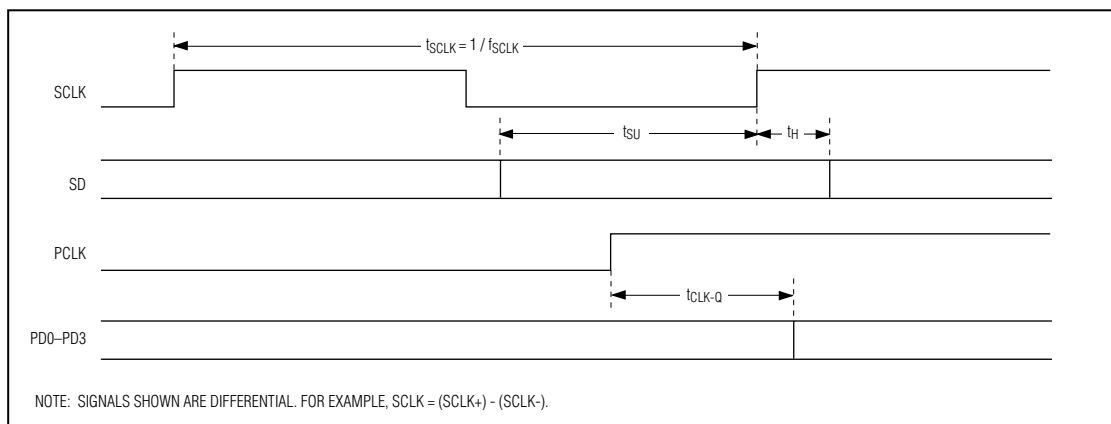 tSCLK = 1 / fSCLK
SCLK
tSU
tH
SD
PCLK
tCLK-Q
PD0–PD3
NOTE: SIGNALS SHOWN ARE DIFFERENTIAL. FOR EXAMPLE, SCLK = (SCLK+) - (SCLK-).